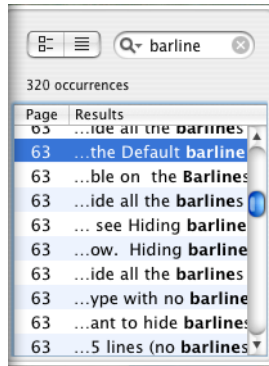 barline
320 occurrences
Page Results
63 ...ide all the barlines
63 ...the Default barline
63 ...ble on the Barlines
63 ...ide all the barlines
63 ... see Hiding barline
63 ...ow. Hiding barline
63 ...ide all the barlines
63 ...ype with no barline
63 ...ant to hide barlines
63 ...5 lines (no barlines